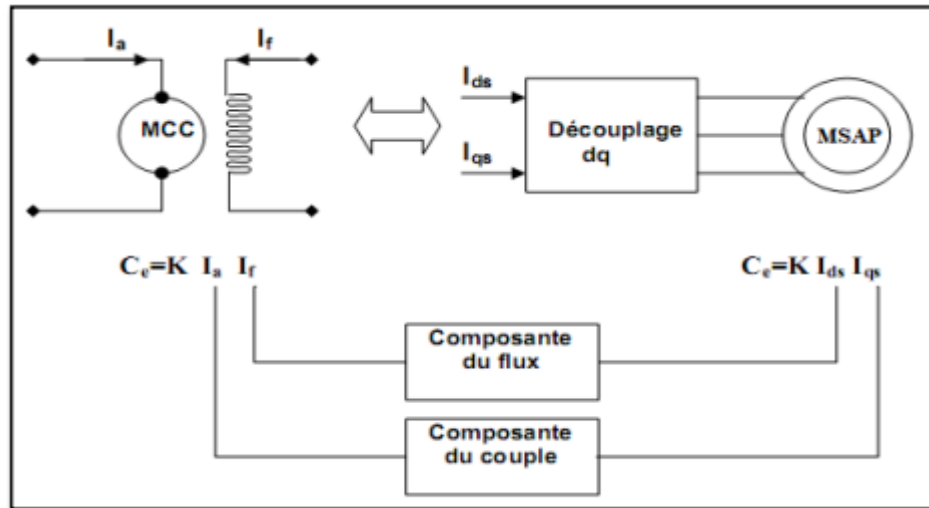 Ia
If
MCC
Ids
Iqs
Découplage
dq
MSAP
Ce=K Ia If
Ce=K Ids Iqs
Composante
du flux
Composante
du couple